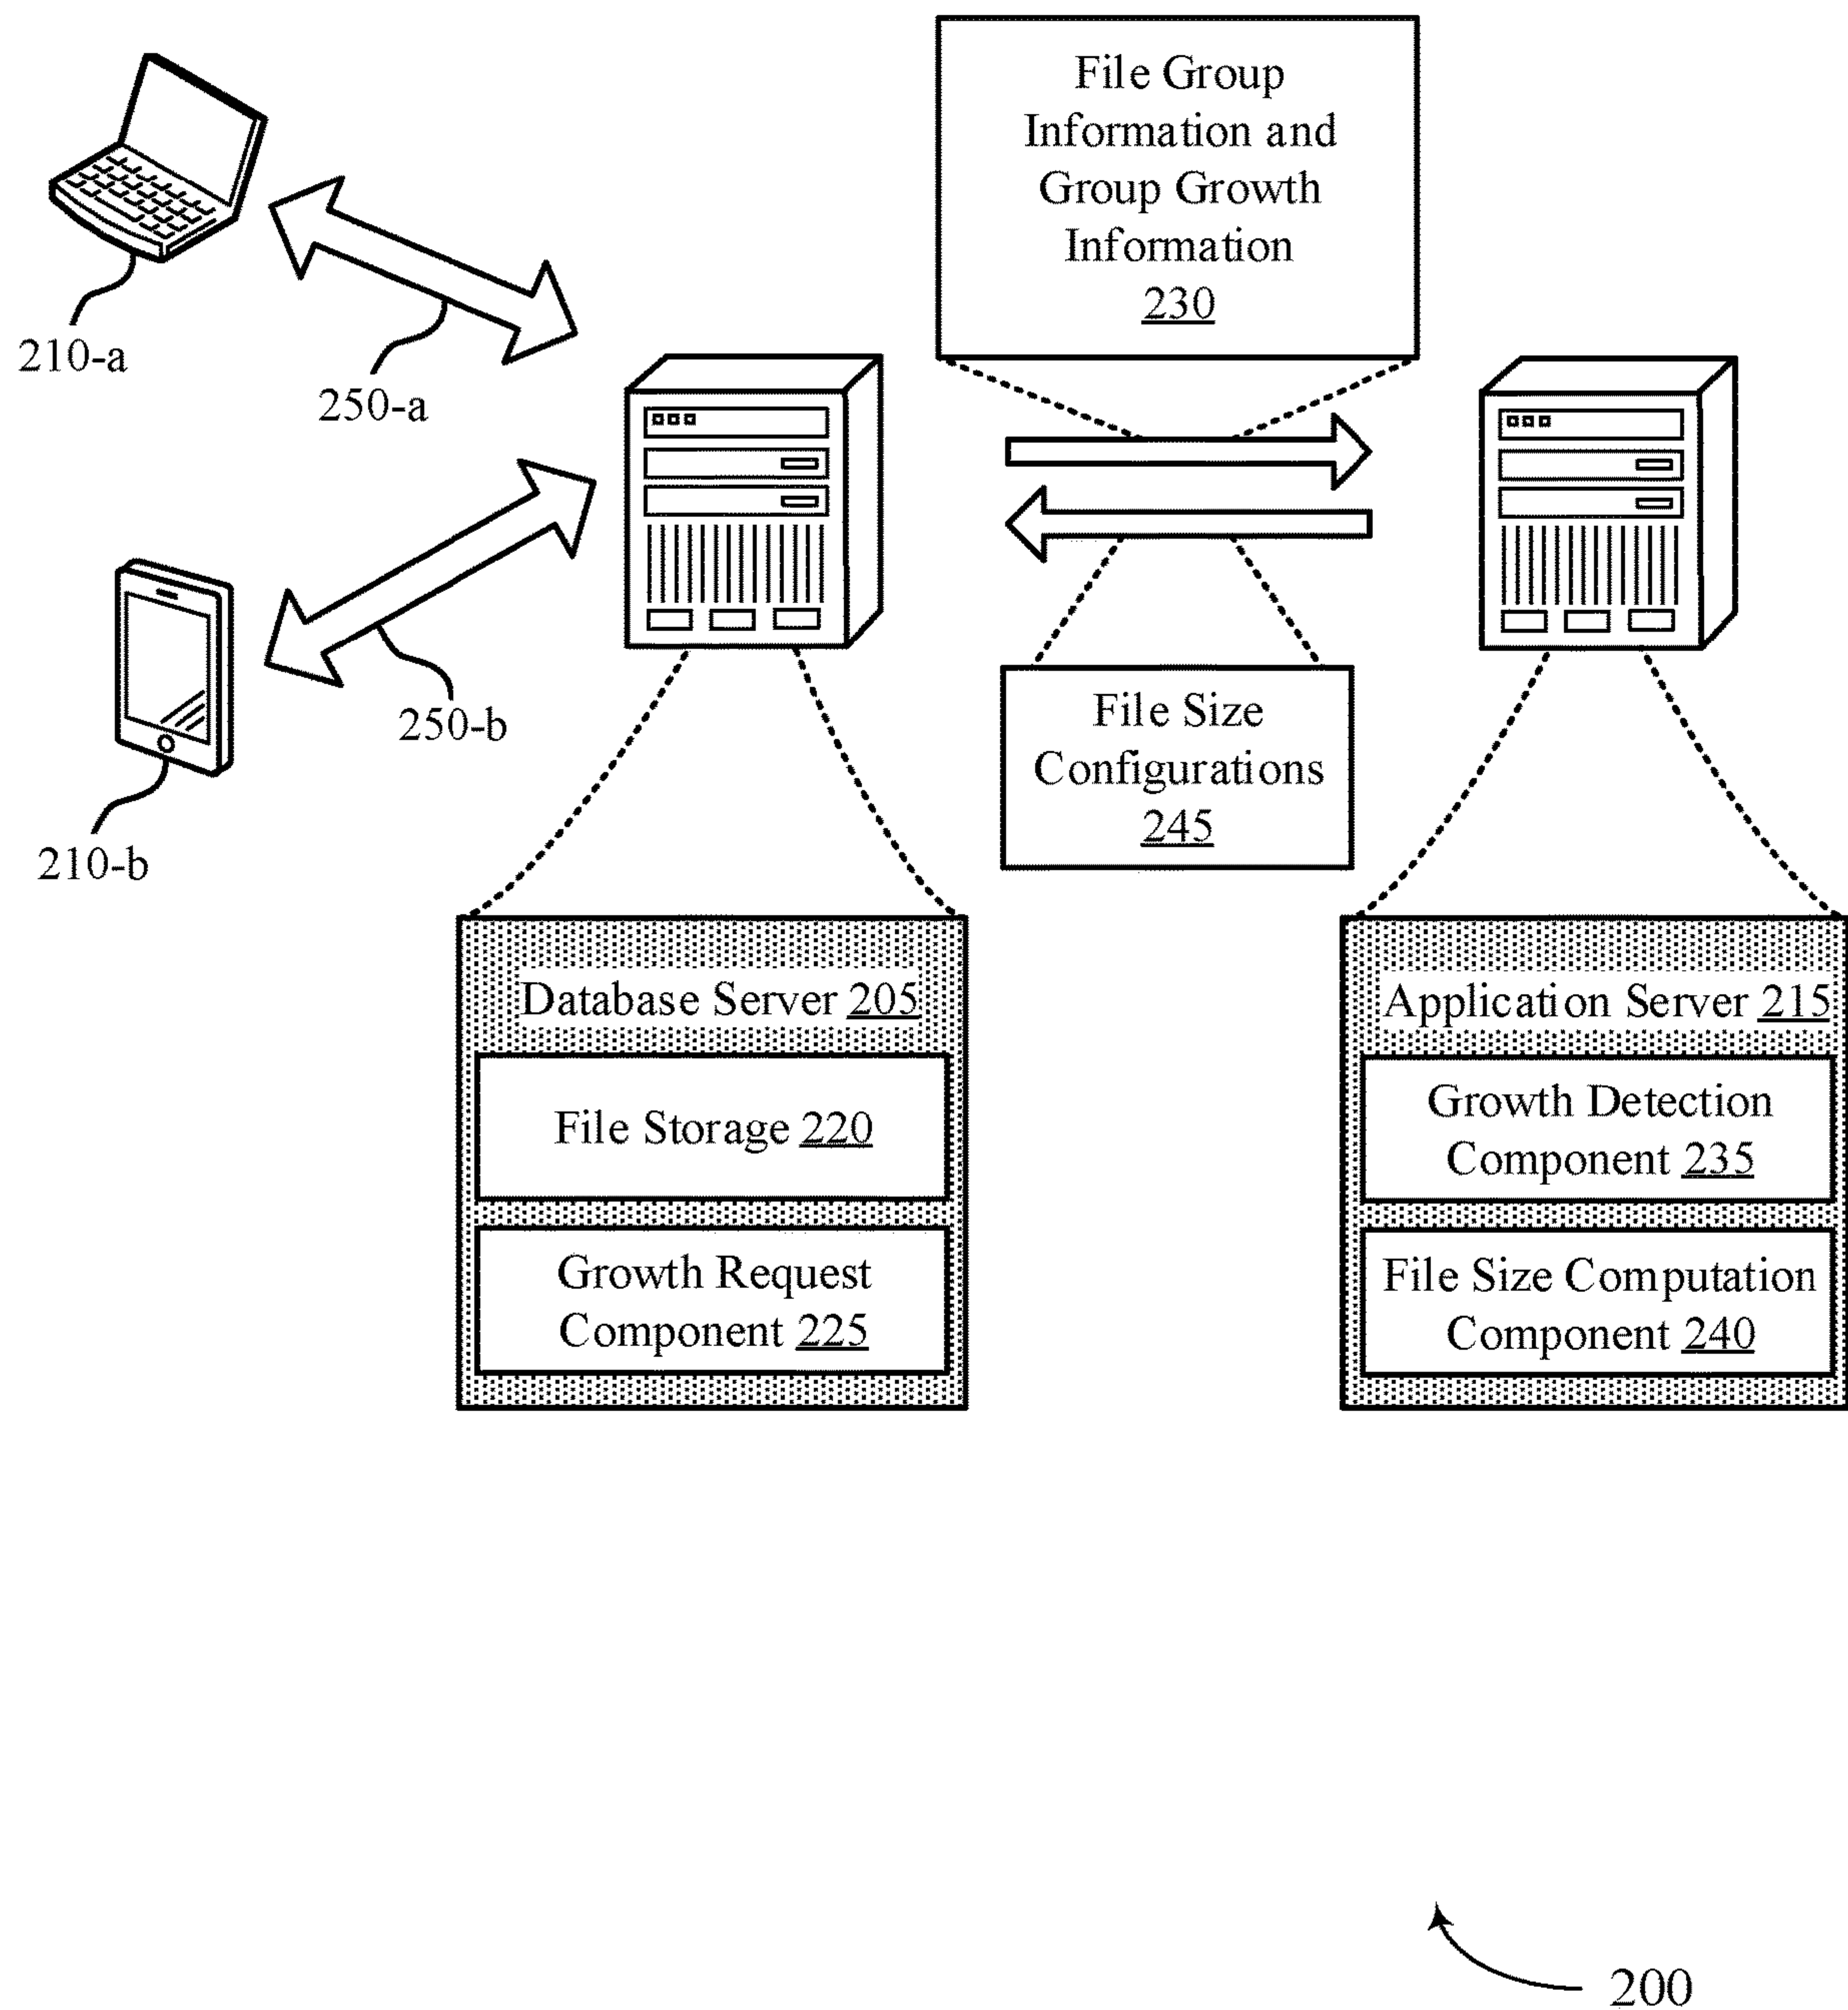 File Group
Information and
Group Growth
Information
230
210-a
250-a
250-b
210-b
File Size
Configurations
245
Database Server 205
File Storage 220
Growth Request
Component 225
Application Server 215
Growth Detection
Component 235
File Size Computation
Component 240
200